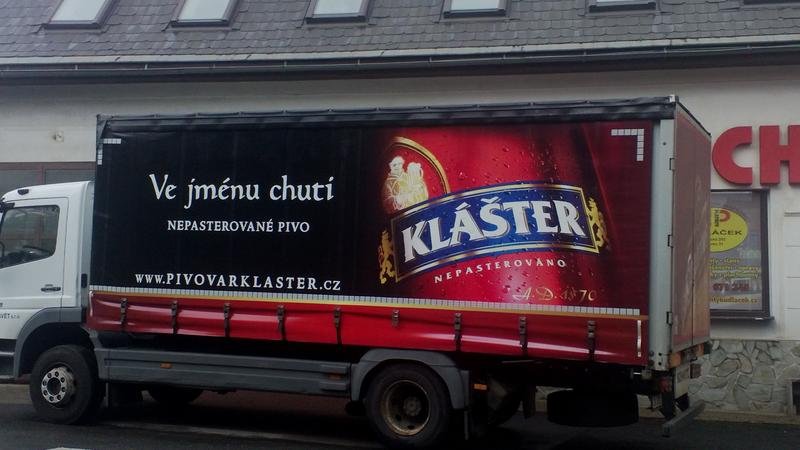 Ve jménu chuti
NEPASTEROVANÉ PIVO
WWW.PIVOVARKLASTER.CZ
KLÁŠTER
NEPASTEROVÁNO
CH